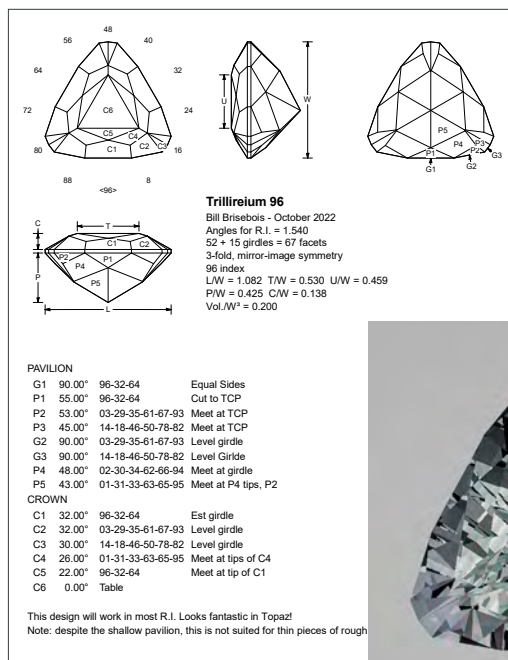 48
56 40
64 32
72 24
80 16
88 8
<96>
C6
C5 C4
C1 C2 C3
U W
P5
P4 P3
P1 P2
G1 G2 G3
Trillireium 96
Bill Brisebois - October 2022
Angles for R.I. = 1.540
52 + 15 girdles = 67 facets
3-fold, mirror-image symmetry
96 index
L/W = 1.082 T/W = 0.530 U/W = 0.459
P/W = 0.425 C/W = 0.138
Vol./W³ = 0.200
C T
C1 C2
P P2 P1
P4
P5
L
PAVILION
G1 90.00° 96-32-64 Equal Sides
P1 55.00° 96-32-64 Cut to TCP
P2 53.00° 03-29-35-61-67-93 Meet at TCP
P3 45.00° 14-18-46-50-78-82 Meet at TCP
G2 90.00° 03-29-35-61-67-93 Level girdle
G3 90.00° 14-18-46-50-78-82 Level Girlde
P4 48.00° 02-30-34-62-66-94 Meet at girdle
P5 43.00° 01-31-33-63-65-95 Meet at P4 tips, P2
CROWN
C1 32.00° 96-32-64 Est girdle
C2 32.00° 03-29-35-61-67-93 Level girdle
C3 30.00° 14-18-46-50-78-82 Level girdle
C4 26.00° 01-31-33-63-65-95 Meet at tips of C4
C5 22.00° 96-32-64 Meet at tip of C1
C6 0.00° Table
This design will work in most R.I. Looks fantastic in Topaz!
Note: despite the shallow pavilion, this is not suited for thin pieces of rough